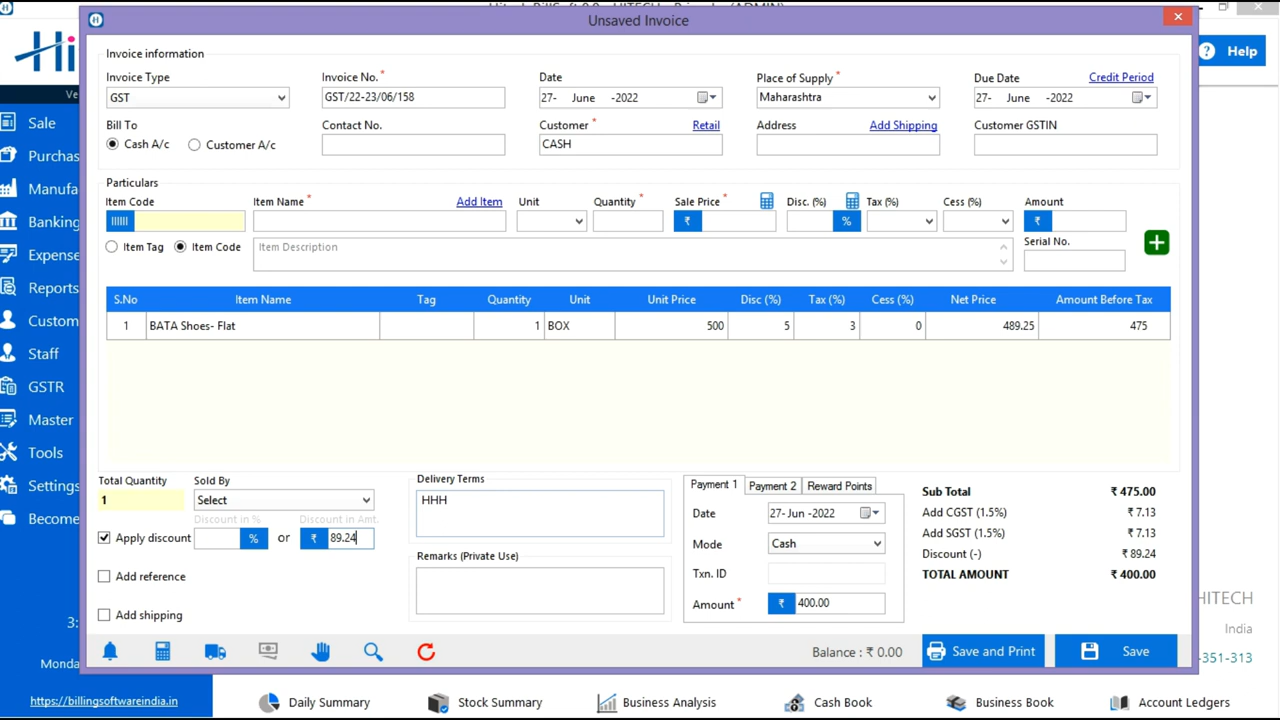 Unsaved Invoice
Hi
Help
Ve
Sale
Purchas
Manufa
Banking
Expense
Reports
Custom
Staff
GSTR
Master
Tools
Settings
Become
3:
Monda
https://billingsoftwareindia.in
Invoice information
Invoice Type
Invoice No. *
Date
Place of Supply *
Due Date
Credit Period
GST
GST/22-23/06/158
27- June -2022
Maharashtra
27- June -2022
Bill To
Contact No.
Customer *
Retail
Address
Add Shipping
Customer GSTIN
Cash A/c
Customer A/c
CASH
Particulars
Item Code
Item Name *
Add Item
Unit
Quantity *
Sale Price *
Disc. (%)
Tax (%)
Cess (%)
Amount
₹
%
₹
Item Tag
Item Code
Item Description
Serial No.
S.No Item Name Tag Quantity Unit Unit Price Disc (%) Tax (%) Cess (%) Net Price Amount Before Tax
1 BATA Shoes- Flat 1 BOX 500 5 3 0 489.25 475
Total Quantity
Sold By
1
Select
Discount in %
Discount in Amt.
Apply discount
%
or
₹ 89.24
Add reference
Add shipping
Delivery Terms
HHH
Remarks (Private Use)
Payment 1
Payment 2
Reward Points
Date 27- Jun -2022
Mode Cash
Txn. ID
Amount * ₹ 400.00
Sub Total ₹ 475.00
Add CGST (1.5%) ₹ 7.13
Add SGST (1.5%) ₹ 7.13
Discount (-) ₹ 89.24
TOTAL AMOUNT ₹ 400.00
Balance : ₹ 0.00
Save and Print
Save
HITECH
India
-351-313
Daily Summary
Stock Summary
Business Analysis
Cash Book
Business Book
Account Ledgers